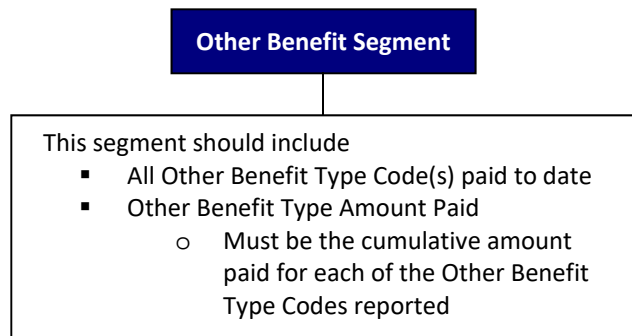 Other Benefit Segment
This segment should include
▪ All Other Benefit Type Code(s) paid to date
▪ Other Benefit Type Amount Paid
o Must be the cumulative amount
paid for each of the Other Benefit
Type Codes reported